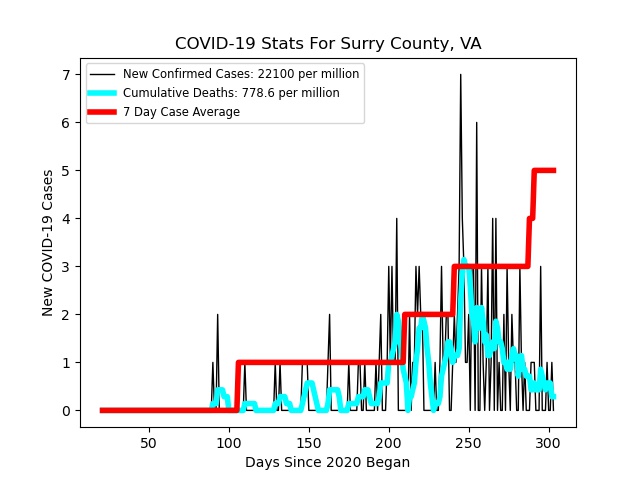 COVID-19 Stats For Surry County, VA
New Confirmed Cases: 22100 per million
Cumulative Deaths: 778.6 per million
7 Day Case Average
New COVID-19 Cases
7
6
5
4
3
2
1
0
50 100 150 200 250 300
Days Since 2020 Began